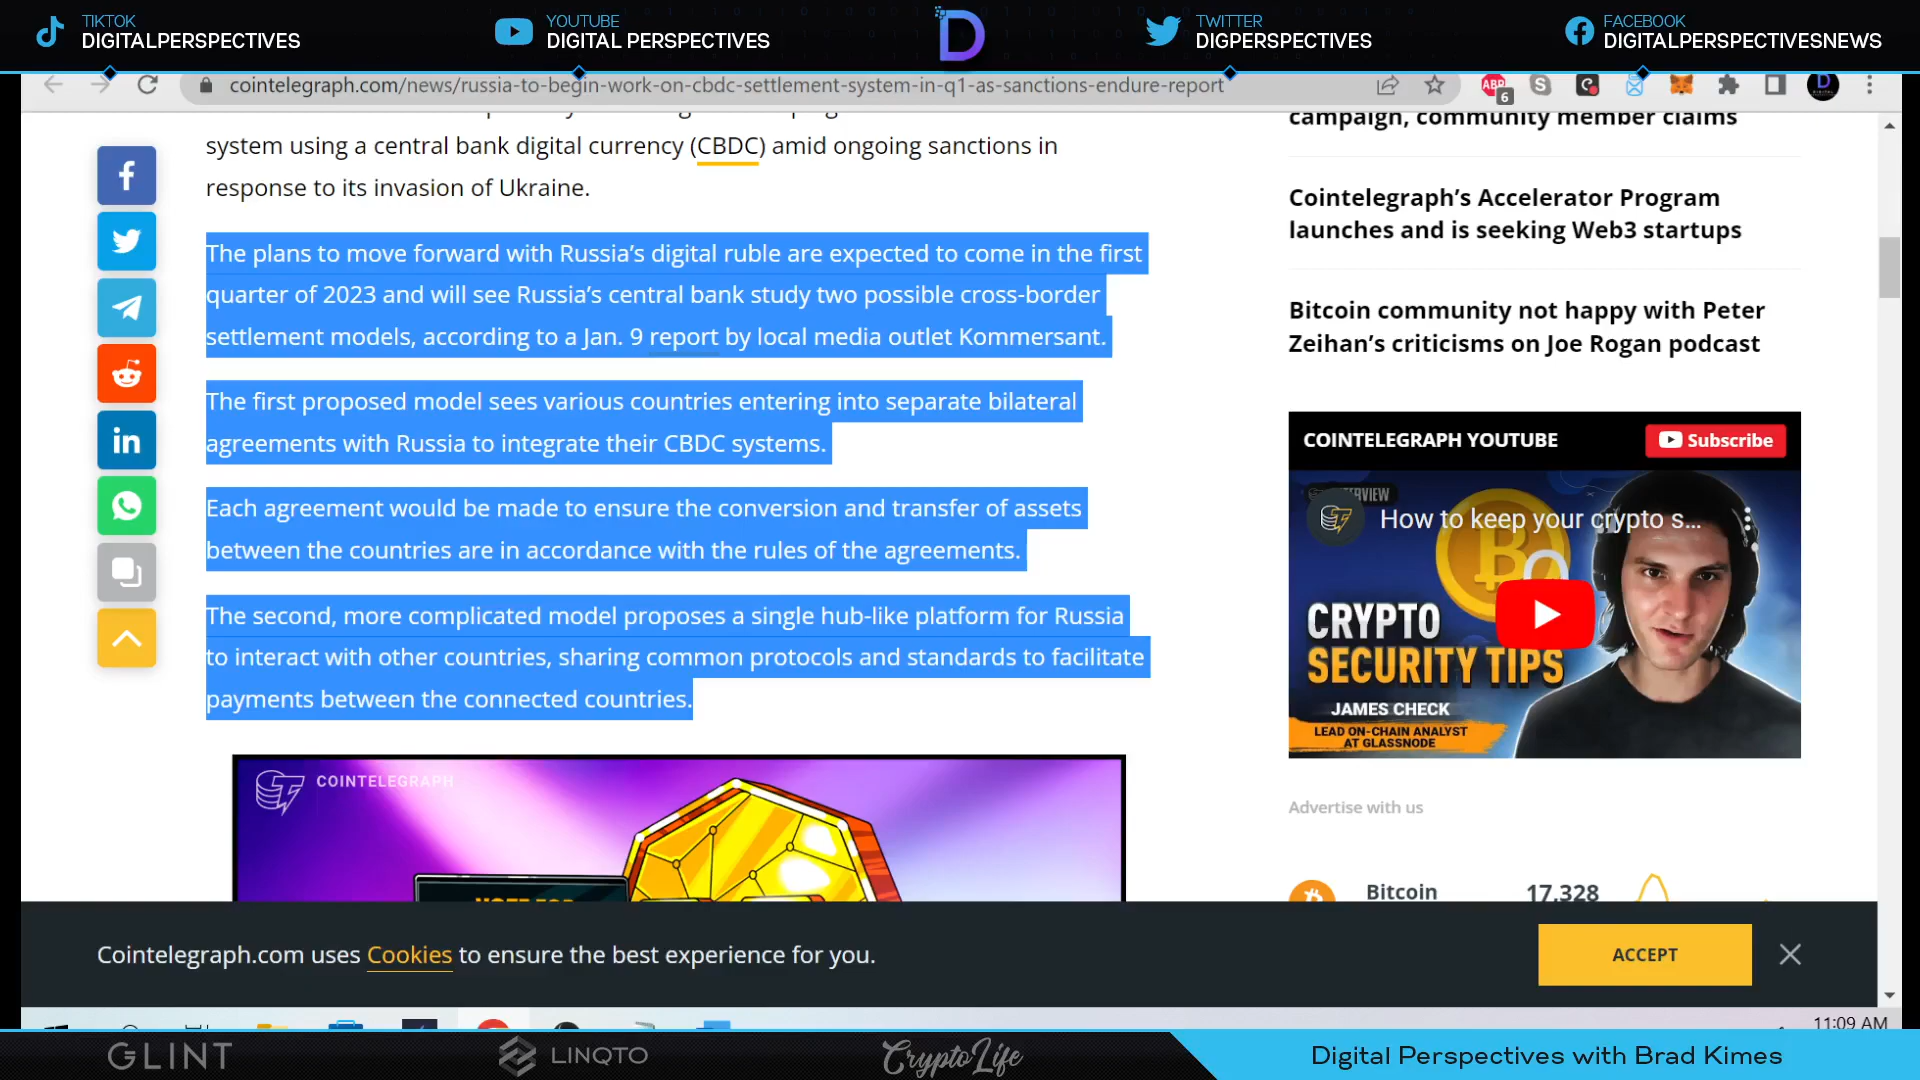 TIKTOK
DIGITALPERSPECTIVES
YOUTUBE
DIGITAL PERSPECTIVES
D
TWITTER
DIGPERSPECTIVES
FACEBOOK
DIGITALPERSPECTIVESNEWS
cointelegraph.com/news/russia-to-begin-work-on-cbdc-settlement-system-in-q1-as-sanctions-endure-report
ABP
6
system using a central bank digital currency (CBDC) amid ongoing sanctions in
response to its invasion of Ukraine.
The plans to move forward with Russia’s digital ruble are expected to come in the first
quarter of 2023 and will see Russia’s central bank study two possible cross-border
settlement models, according to a Jan. 9 report by local media outlet Kommersant.
The first proposed model sees various countries entering into separate bilateral
agreements with Russia to integrate their CBDC systems.
Each agreement would be made to ensure the conversion and transfer of assets
between the countries are in accordance with the rules of the agreements.
The second, more complicated model proposes a single hub-like platform for Russia
to interact with other countries, sharing common protocols and standards to facilitate
payments between the connected countries.
COINTELEGRAPH
campaign, community member claims
Cointelegraph’s Accelerator Program
launches and is seeking Web3 startups
Bitcoin community not happy with Peter
Zeihan’s criticisms on Joe Rogan podcast
COINTELEGRAPH YOUTUBE
Subscribe
How to keep your crypto s...
CRYPTO
SECURITY TIPS
JAMES CHECK
LEAD ON-CHAIN ANALYST
AT GLASSNODE
Advertise with us
Bitcoin
17,328
Cointelegraph.com uses Cookies to ensure the best experience for you.
ACCEPT
11:09 AM
GLINT
LINQTO
CryptoLife
Digital Perspectives with Brad Kimes